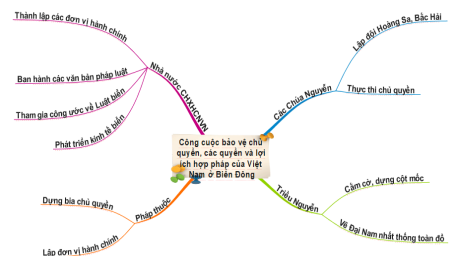 Thành lập các đơn vị hành chính
Ban hành các văn bản pháp luật
Tham gia công ước về Luật biển
Phát triển kinh tế biển
Nhà nước CHXHCNVN
Lập đội Hoàng Sa, Bắc Hải
Thực thi chủ quyền
Các Chúa Nguyễn
Công cuộc bảo vệ chủ
quyền, các quyền và lợi
ích hợp pháp của Việt
Nam ở Biển Đông
Dựng bia chủ quyền
Lập đơn vị hành chính
Pháp thuộc
Triều Nguyễn
Cắm cờ, dựng cột mốc
Vẽ Đại Nam nhất thống toàn đồ